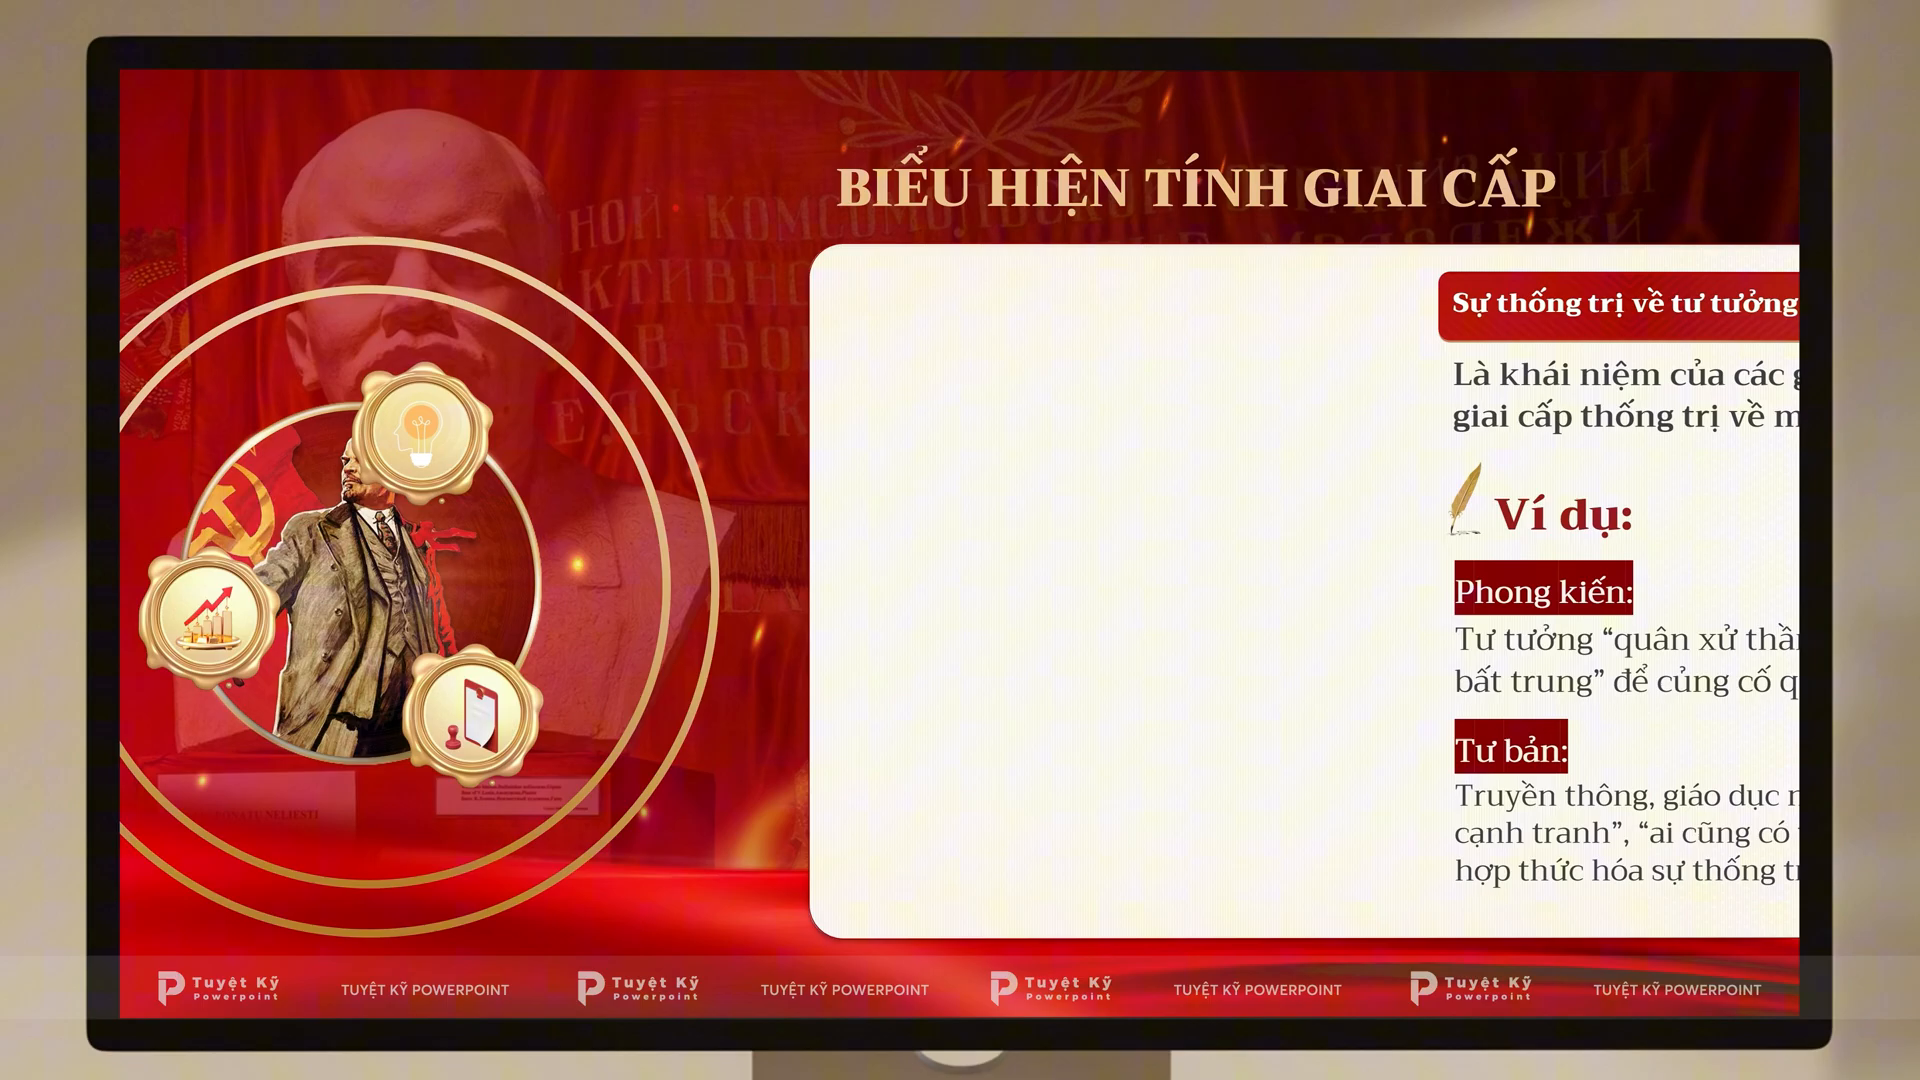 BIỂU HIỆN TÍNH GIAI CẤP
НОЙ КОМСОМОЛЬСКОЙ
Sự thống trị về tư tưởng
Là khái niệm của các
giai cấp thống trị về
Ví dụ:
Phong kiến:
Tư tưởng “quân xử
bất trung” để củng cố
Tư bản:
Truyền thông, giáo dục
cạnh tranh”, “ai cũng có
hợp thức hóa sự thống
Tuyệt Kỹ Powerpoint TUYỆT KỸ POWERPOINT Tuyệt Kỹ Powerpoint TUYỆT KỸ POWERPOINT Tuyệt Kỹ Powerpoint TUYỆT KỸ POWERPOINT Tuyệt Kỹ Powerpoint TUYỆT KỸ POWERPOINT